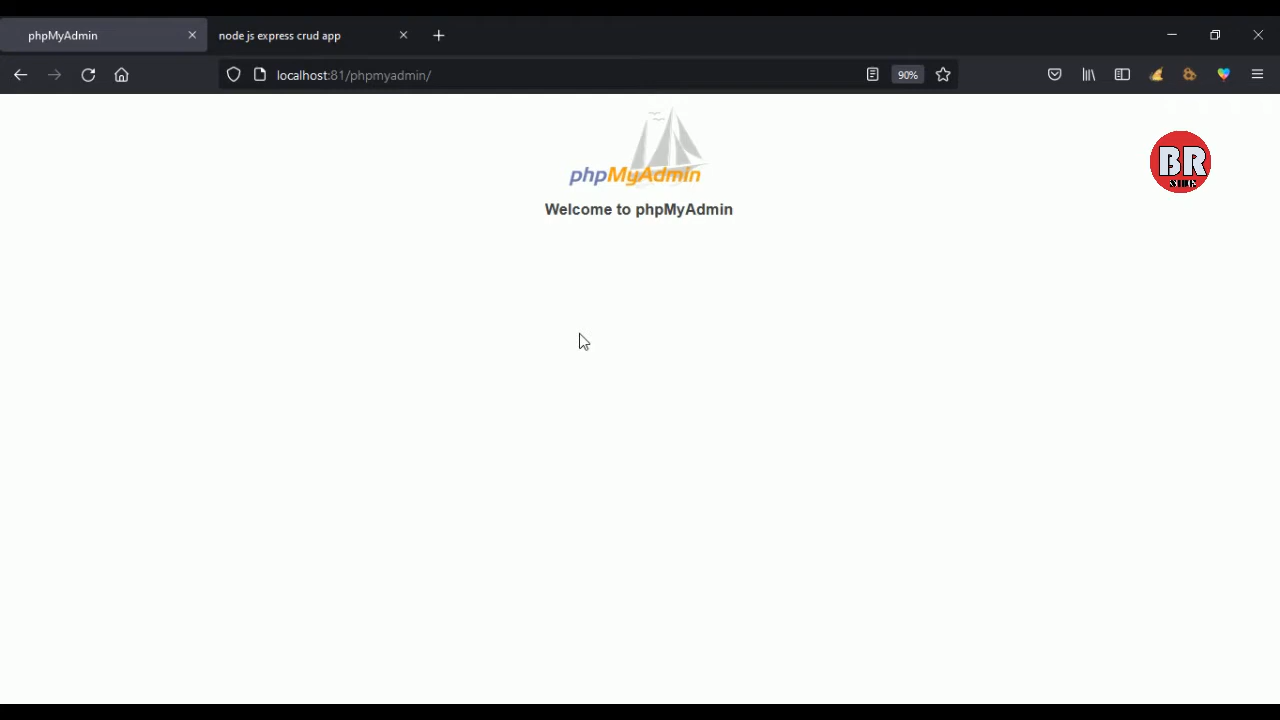 phpMyAdmin
node js express crud app
localhost:81/phpmyadmin/
90%
phpMyAdmin
BR
Welcome to phpMyAdmin